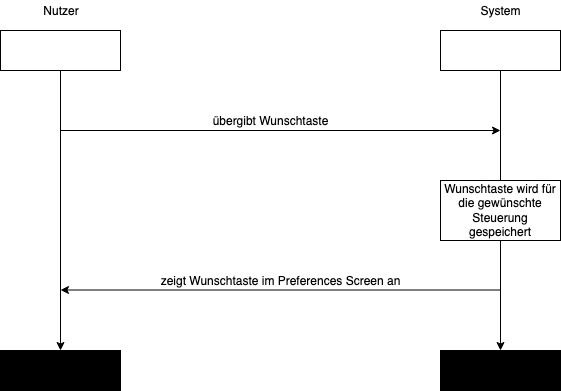 Nutzer
System
übergibt Wunschtaste
Wunschtaste wird für
die gewünschte
Steuerung
gespeichert
zeigt Wunschtaste im Preferences Screen an